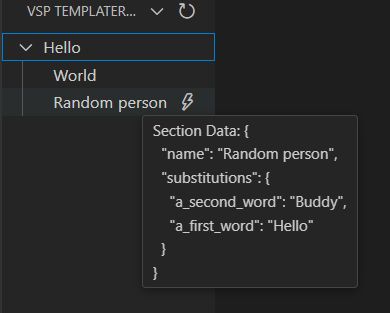 VSP TEMPLATER...
Hello
World
Random person
Section Data: {
  "name": "Random person",
  "substitutions": {
    "a_second_word": "Buddy",
    "a_first_word": "Hello"
  }
}